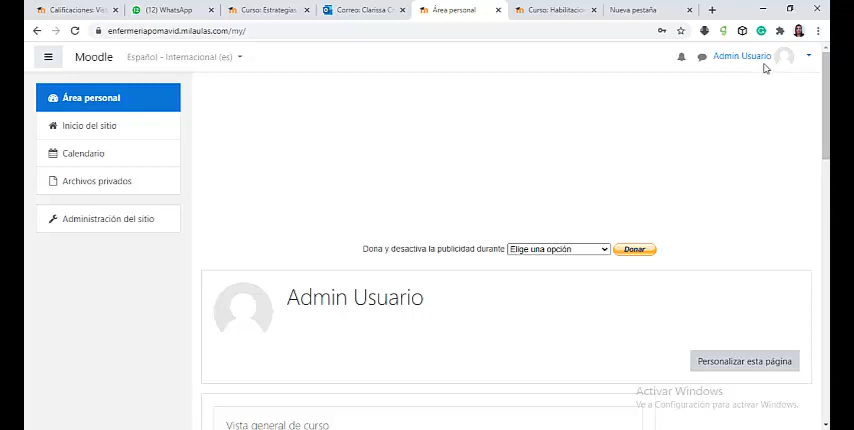 Calificaciones: Vis
(12) WhatsApp
Curso: Estrategias
Correo: Clarissa C
Área personal
Curso: Habilitacio
Nueva pestaña
enfermeriapomavid.milaulas.com/my/
Moodle
Español - Internacional (es)
Admin Usuario
Área personal
Inicio del sitio
Calendario
Archivos privados
Administración del sitio
Dona y desactiva la publicidad durante
Elige una opción
Donar
Admin Usuario
Personalizar esta página
Activar Windows
Ve a Configuración para activar Windows.
Vista general de curso